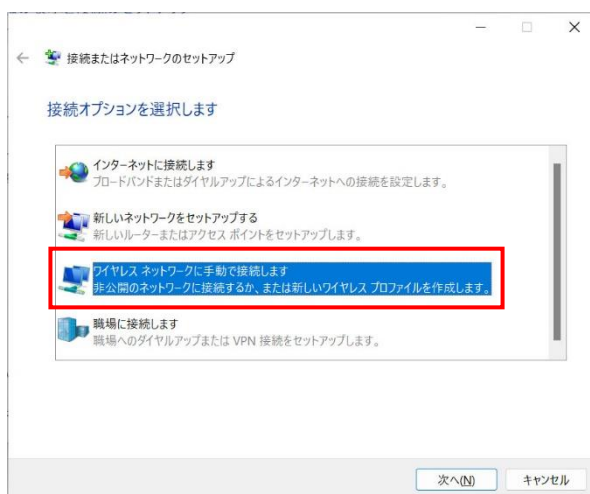 接続またはネットワークのセットアップ
接続オプションを選択します
インターネットに接続します
ブロードバンドまたはダイヤルアップによるインターネットへの接続を設定します。
新しいネットワークをセットアップする
新しいルーターまたはアクセス ポイントをセットアップします。
ワイヤレス ネットワークに手動で接続します
非公開のネットワークに接続するか、または新しいワイヤレス プロファイルを作成します。
職場に接続します
職場へのダイヤルアップまたは VPN 接続をセットアップします。
次へ(N) キャンセル